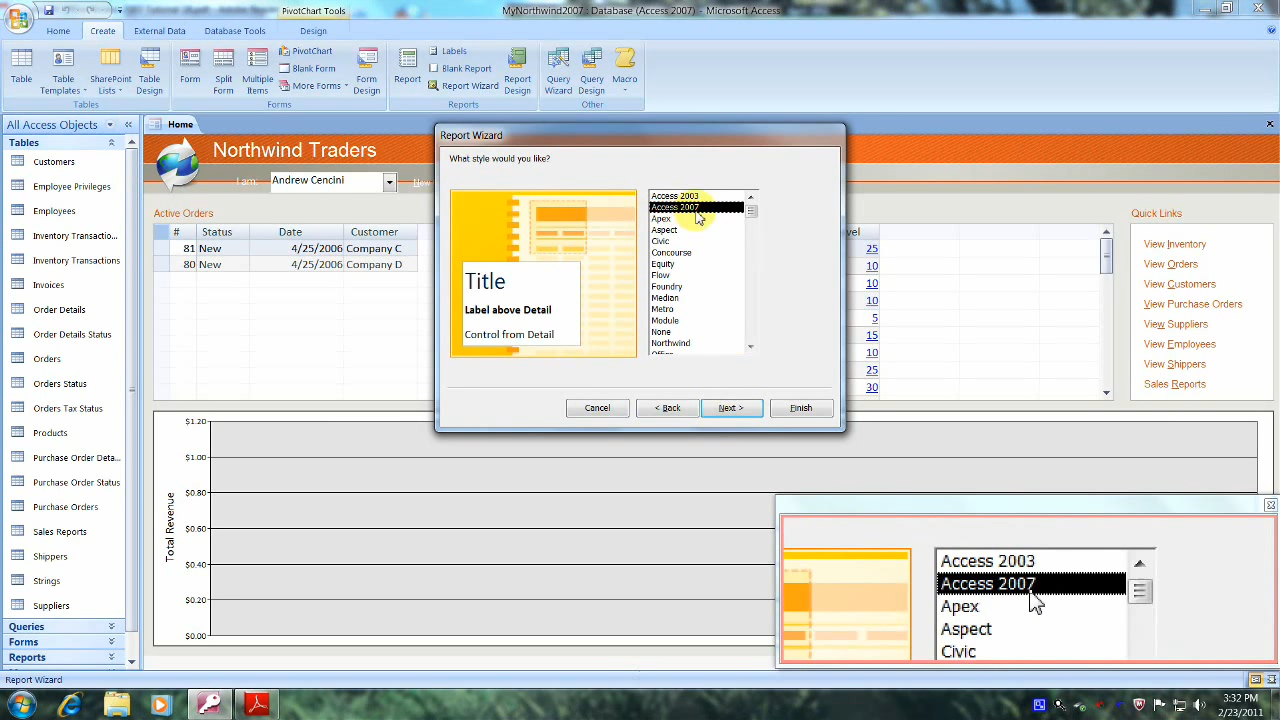 PivotChart Tools
MyNorthwind2007 : Database (Access 2007) - Microsoft Access
Home
Create
External Data
Database Tools
Design
Table
Table Templates
SharePoint Lists
Table Design
Tables
Form
Split Form
Multiple Items
PivotChart
Blank Form
More Forms
Form Design
Forms
Report
Labels
Blank Report
Report Wizard
Report Design
Reports
Query Wizard
Query Design
Macro
Other
All Access Objects
Tables
Customers
Employee Privileges
Employees
Inventory Transactio...
Inventory Transactions
Invoices
Order Details
Order Details Status
Orders
Orders Status
Orders Tax Status
Products
Purchase Order Deta...
Purchase Order Status
Purchase Orders
Sales Reports
Shippers
Strings
Suppliers
Queries
Forms
Reports
Home
Northwind Traders
I am: Andrew Cencini
New
Active Orders
# Status Date Customer
81 New 4/25/2006 Company C
80 New 4/25/2006 Company D
25
10
10
10
5
15
10
25
30
Quick Links
View Inventory
View Orders
View Customers
View Purchase Orders
View Suppliers
View Employees
View Shippers
Sales Reports
Report Wizard
What style would you like?
Title
Label above Detail
Control from Detail
Access 2003
Access 2007
Apex
Aspect
Civic
Concourse
Equity
Flow
Foundry
Median
Metro
Module
None
Northwind
Cancel
< Back
Next >
Finish
Total Revenue
$1.20
$1.00
$0.80
$0.60
$0.40
$0.20
$0.00
Access 2003
Access 2007
Apex
Aspect
Civic
Report Wizard
3:32 PM
2/23/2011